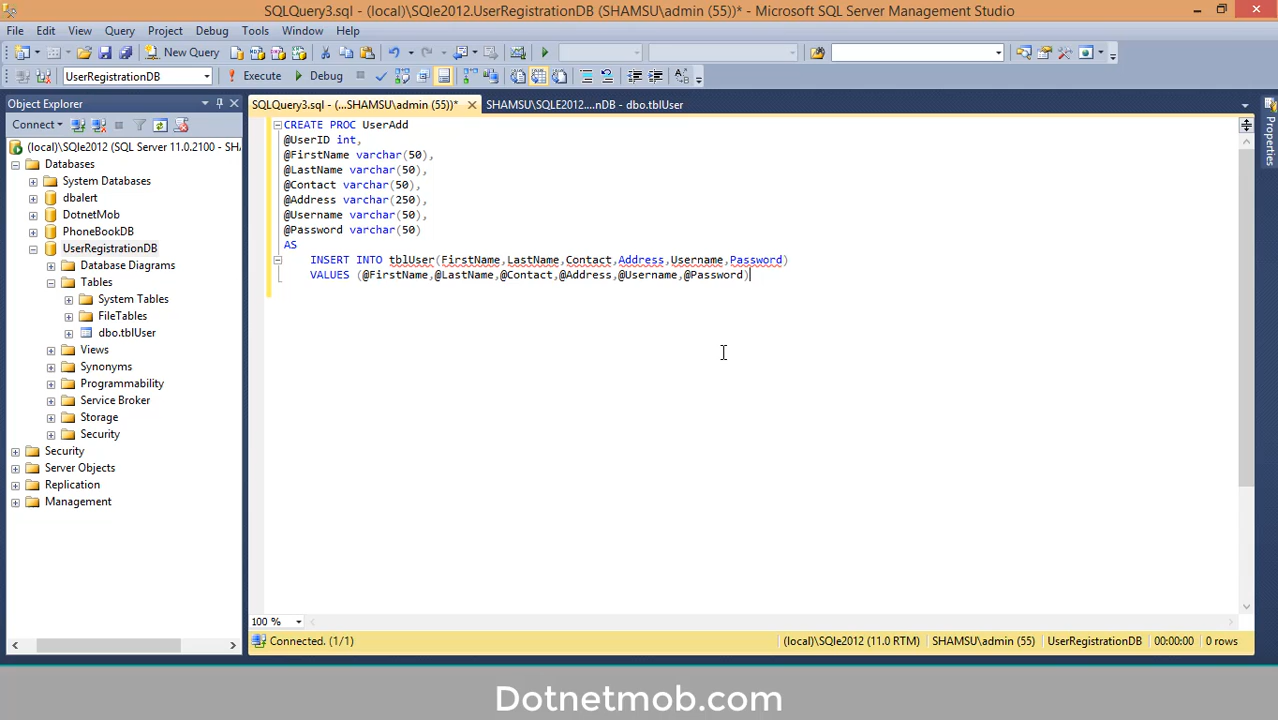 SQLQuery3.sql - (local)\SQle2012.UserRegistrationDB (SHAMSU\admin (55))* - Microsoft SQL Server Management Studio
File Edit View Query Project Debug Tools Window Help
New Query
UserRegistrationDB Execute Debug
Object Explorer
Connect
(local)\SQle2012 (SQL Server 11.0.2100 - SHA
Databases
System Databases
dbalert
DotnetMob
PhoneBookDB
UserRegistrationDB
Database Diagrams
Tables
System Tables
FileTables
dbo.tblUser
Views
Synonyms
Programmability
Service Broker
Storage
Security
Security
Server Objects
Replication
Management
SQLQuery3.sql - (...SHAMSU\admin (55))* SHAMSU\SQLE2012....nDB - dbo.tblUser
CREATE PROC UserAdd
@UserID int,
@FirstName varchar(50),
@LastName varchar(50),
@Contact varchar(50),
@Address varchar(250),
@Username varchar(50),
@Password varchar(50)
AS
INSERT INTO tblUser(FirstName,LastName,Contact,Address,Username,Password)
VALUES (@FirstName,@LastName,@Contact,@Address,@Username,@Password)
Properties
100 %
Connected. (1/1) (local)\SQle2012 (11.0 RTM) SHAMSU\admin (55) UserRegistrationDB 00:00:00 0 rows
Dotnetmob.com